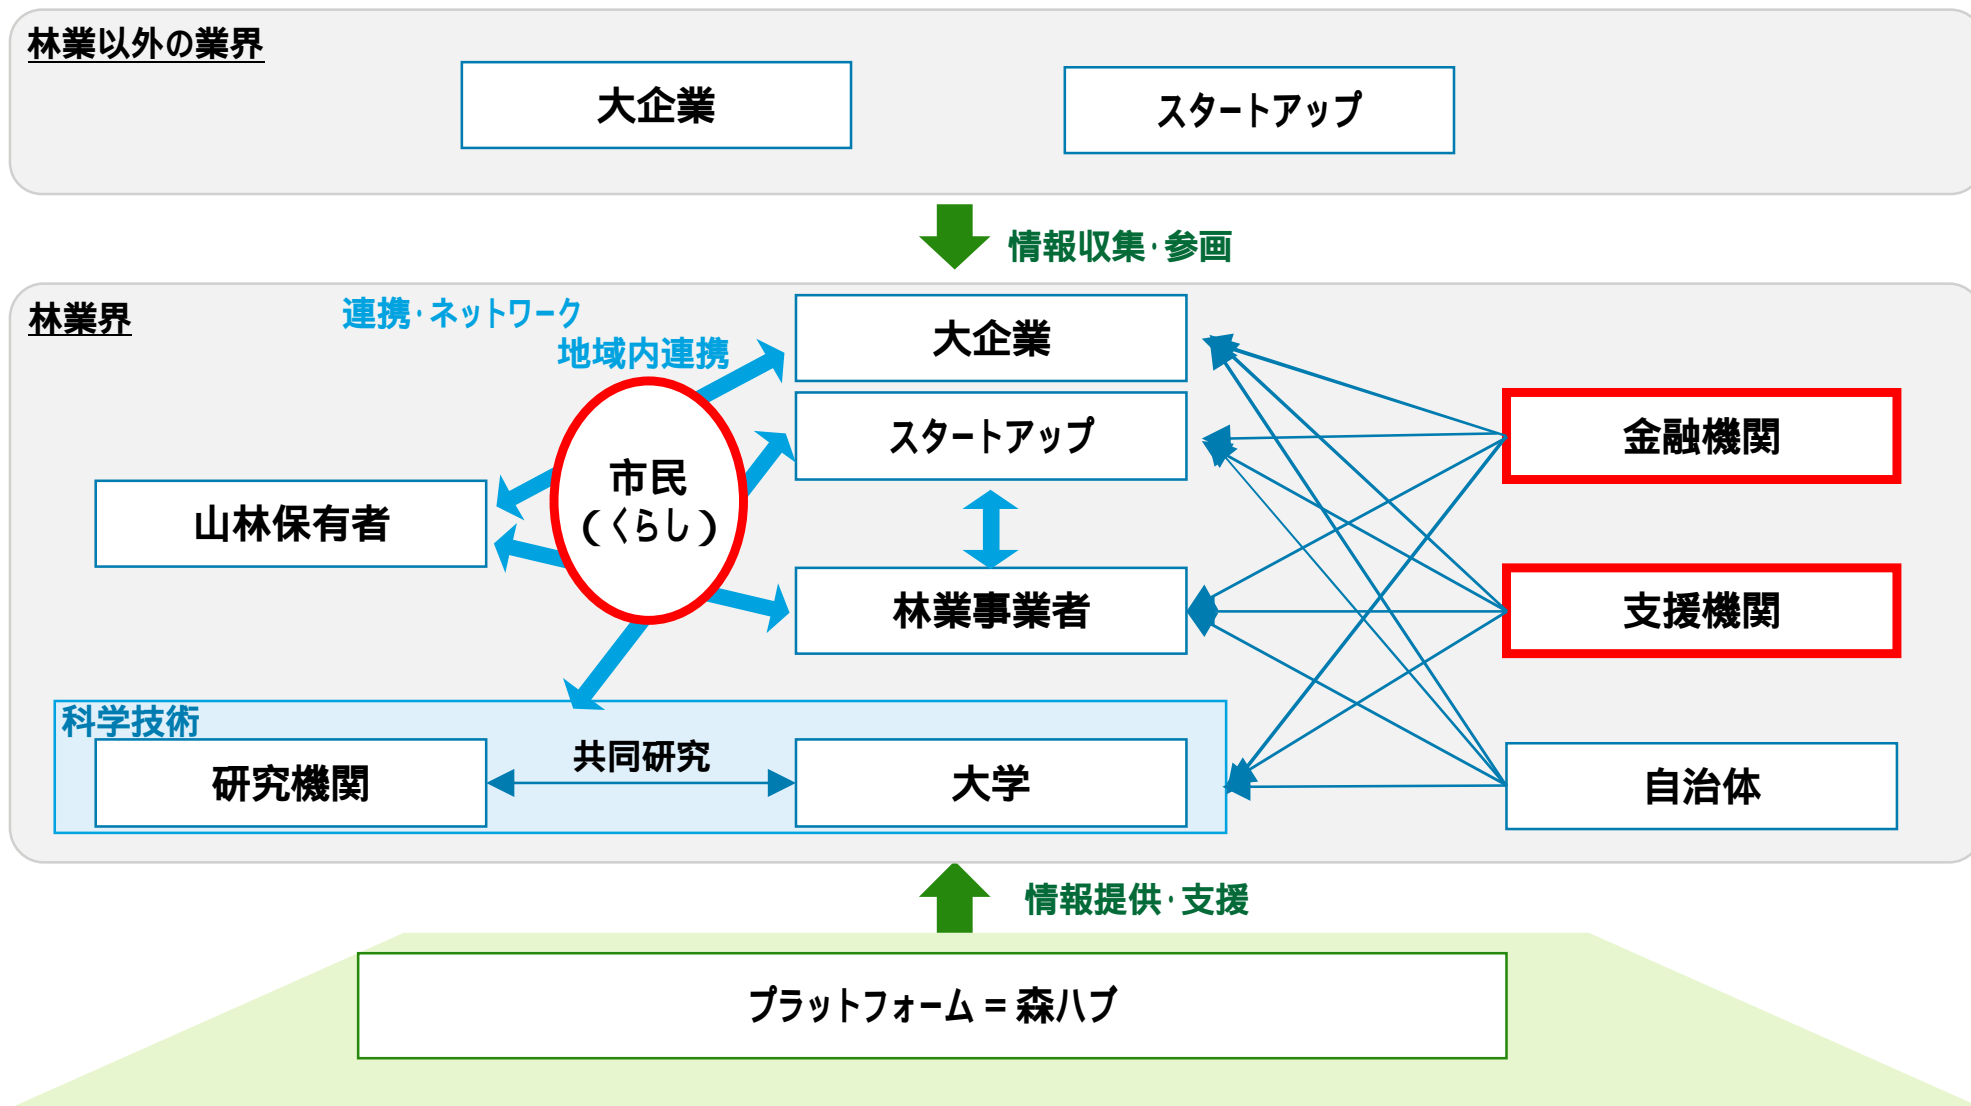 林業以外の業界
大企業
スタートアップ
情報収集・参画
林業界
連携・ネットワーク
地域内連携
大企業
スタートアップ
金融機関
市民
（くらし）
山林保有者
林業事業者
支援機関
科学技術
研究機関
共同研究
大学
自治体
情報提供・支援
プラットフォーム = 森ハブ